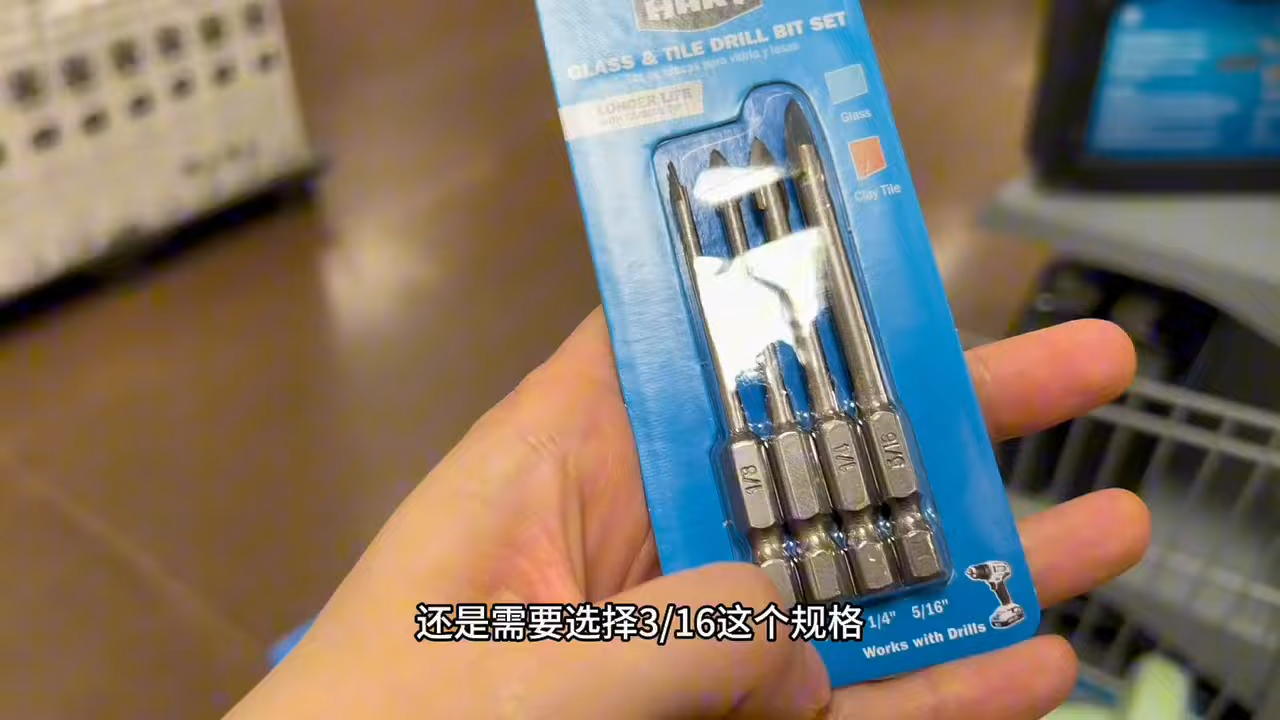 HART
GLASS & TILE DRILL BIT SET
LONGER LIFE
Glass
Clay Tile
1/8
1/4
5/16
1/4" 5/16"
Works with Drills
还是需要选择3/16这个规格